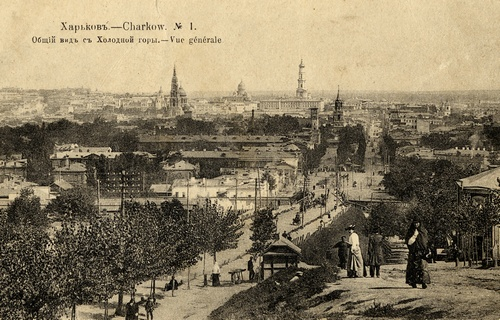 Харьковъ.—Charkow. № 1.
Общій видъ съ Холодной горы.—Vue générale